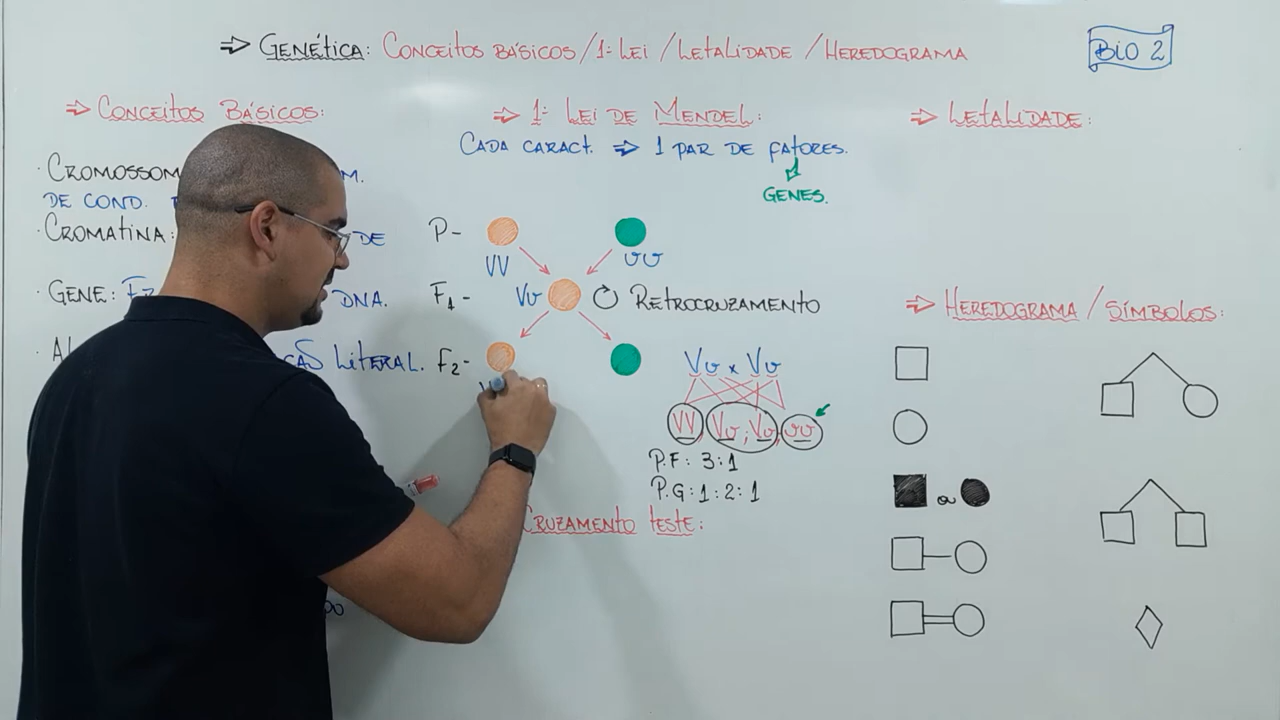 ⇒ GENÉTICA: CONCEITOS BÁSICOS / 1ª LEI / LETALIDADE / HEREDOGRAMA
BIO 2
⇒ CONCEITOS BÁSICOS:
· CROMOSSOM
M.
DE COND.
· CROMATINA:
DE
· GENE:
DNA.
LITERAL.
⇒ 1ª LEI DE MENDEL:
CADA CARACT. ⇒ 1 PAR DE FATORES.
GENES.
P-
VV
vv
F1 -
Vv
RETROCRUZAMENTO
F2 -
Vv x Vv
VV, Vv ; Vv, vv
P.F: 3:1
P.G: 1:2:1
CRUZAMENTO TESTE:
⇒ LETALIDADE:
⇒ HEREDOGRAMA / SÍMBOLOS:
ou